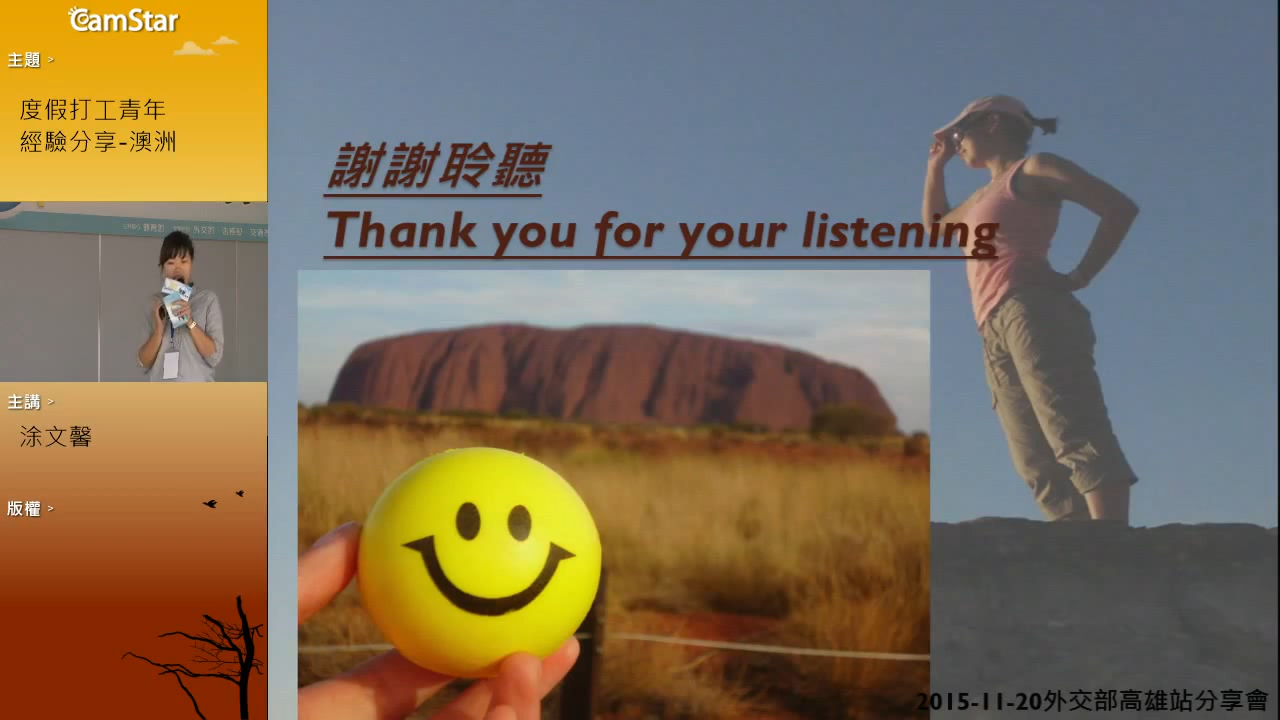 CamStar
主題 >
度假打工青年
經驗分享-澳洲
主講 >
涂文馨
版權 >
謝謝聆聽
Thank you for your listening
2015-11-20外交部高雄站分享會